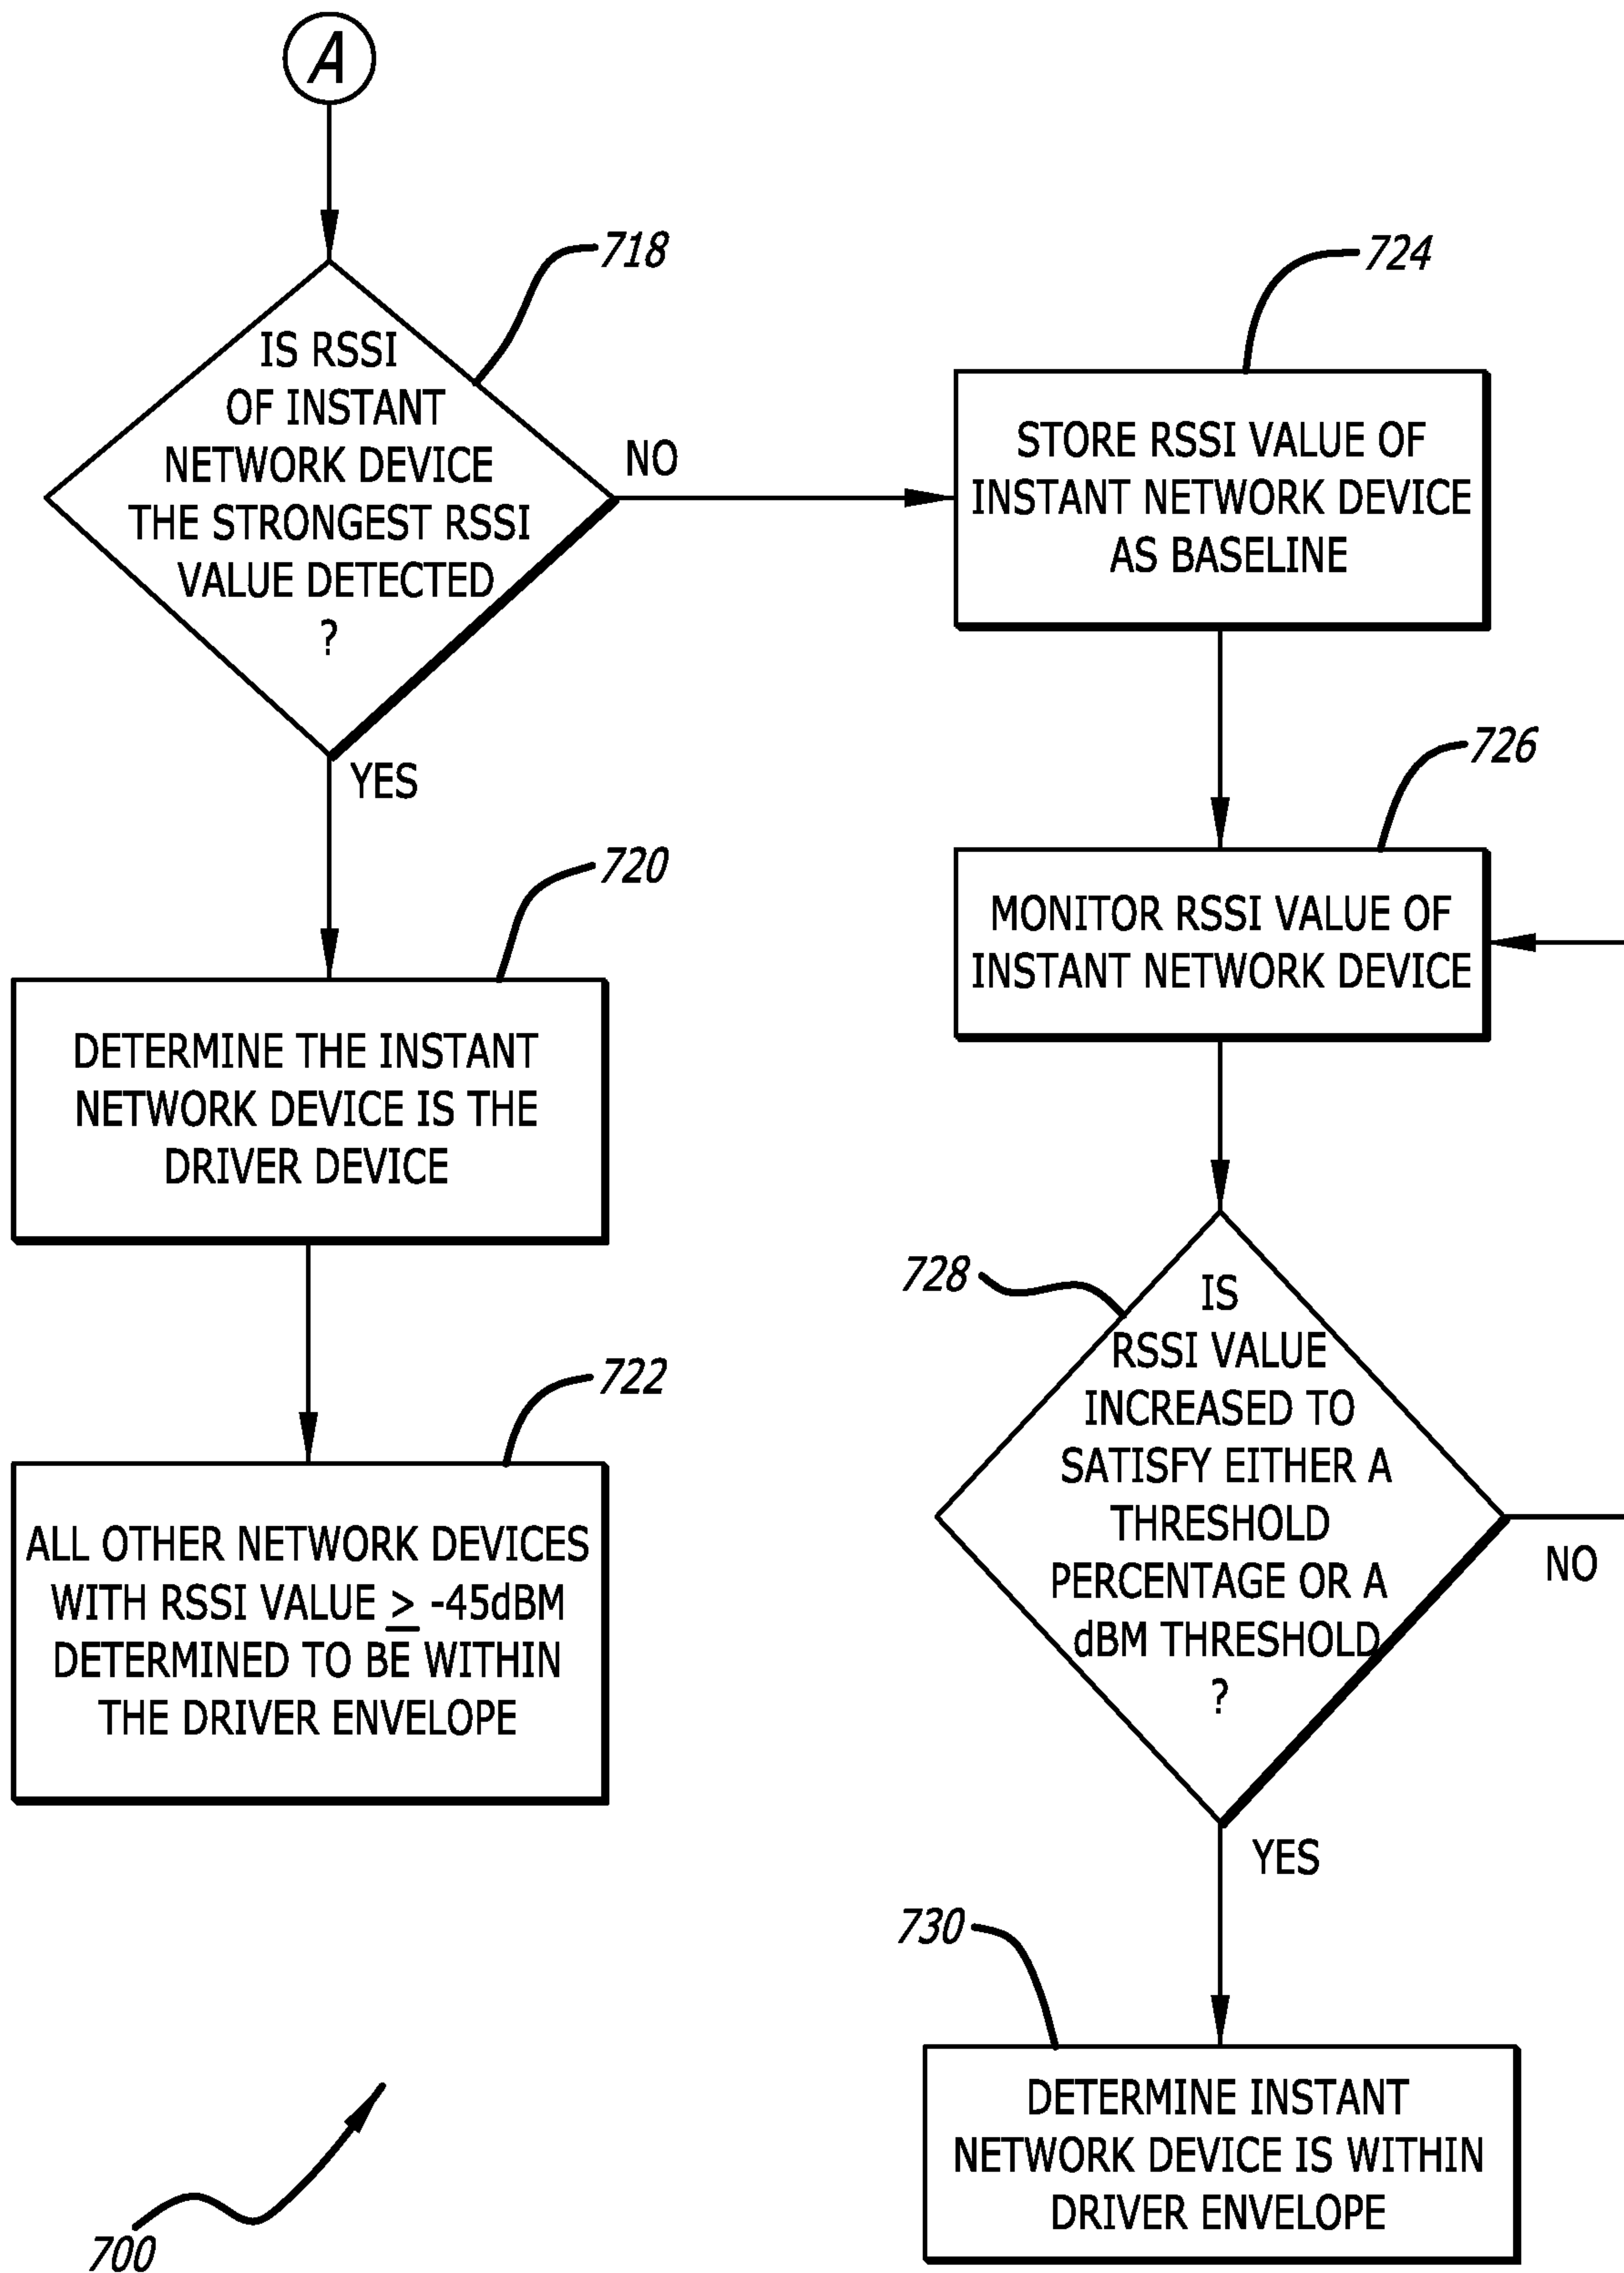 A
718
IS RSSI
OF INSTANT
NETWORK DEVICE
THE STRONGEST RSSI
VALUE DETECTED
?
NO
YES
720
DETERMINE THE INSTANT
NETWORK DEVICE IS THE
DRIVER DEVICE
722
ALL OTHER NETWORK DEVICES
WITH RSSI VALUE ≥ -45dBM
DETERMINED TO BE WITHIN
THE DRIVER ENVELOPE
724
STORE RSSI VALUE OF
INSTANT NETWORK DEVICE
AS BASELINE
726
MONITOR RSSI VALUE OF
INSTANT NETWORK DEVICE
728
IS
RSSI VALUE
INCREASED TO
SATISFY EITHER A
THRESHOLD
PERCENTAGE OR A
dBM THRESHOLD
?
NO
YES
730
DETERMINE INSTANT
NETWORK DEVICE IS WITHIN
DRIVER ENVELOPE
700